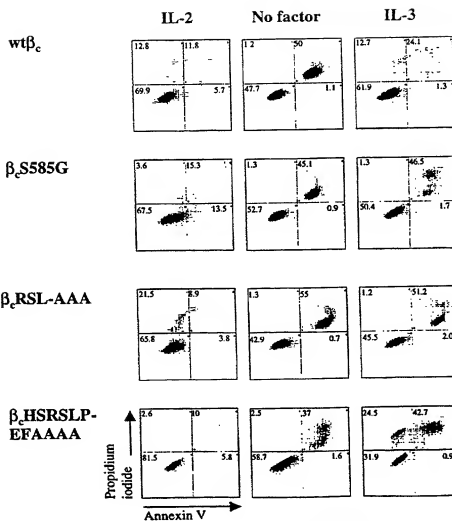 IL-2 No factor IL-3
wtβc
12.8 11.8 1 2 50 12.7 24.1
69.9 5.7 47.7 1.1 61.9 1.3
βcS585G
3.6 15.3 1.3 45.1 1.3 46.5
67.5 13.5 52.7 0.9 50.4 1.7
βcRSL-AAA
21.5 8.9 1.3 55 1.2 51.2
65.8 3.8 42.9 0.7 45.5 2.0
βcHSRSLP-
EFAAAA
2.6 10 2.5 37 24.5 42.7
81.5 5.8 58.7 1.6 31.9 0.9
Propidium
iodide
Annexin V